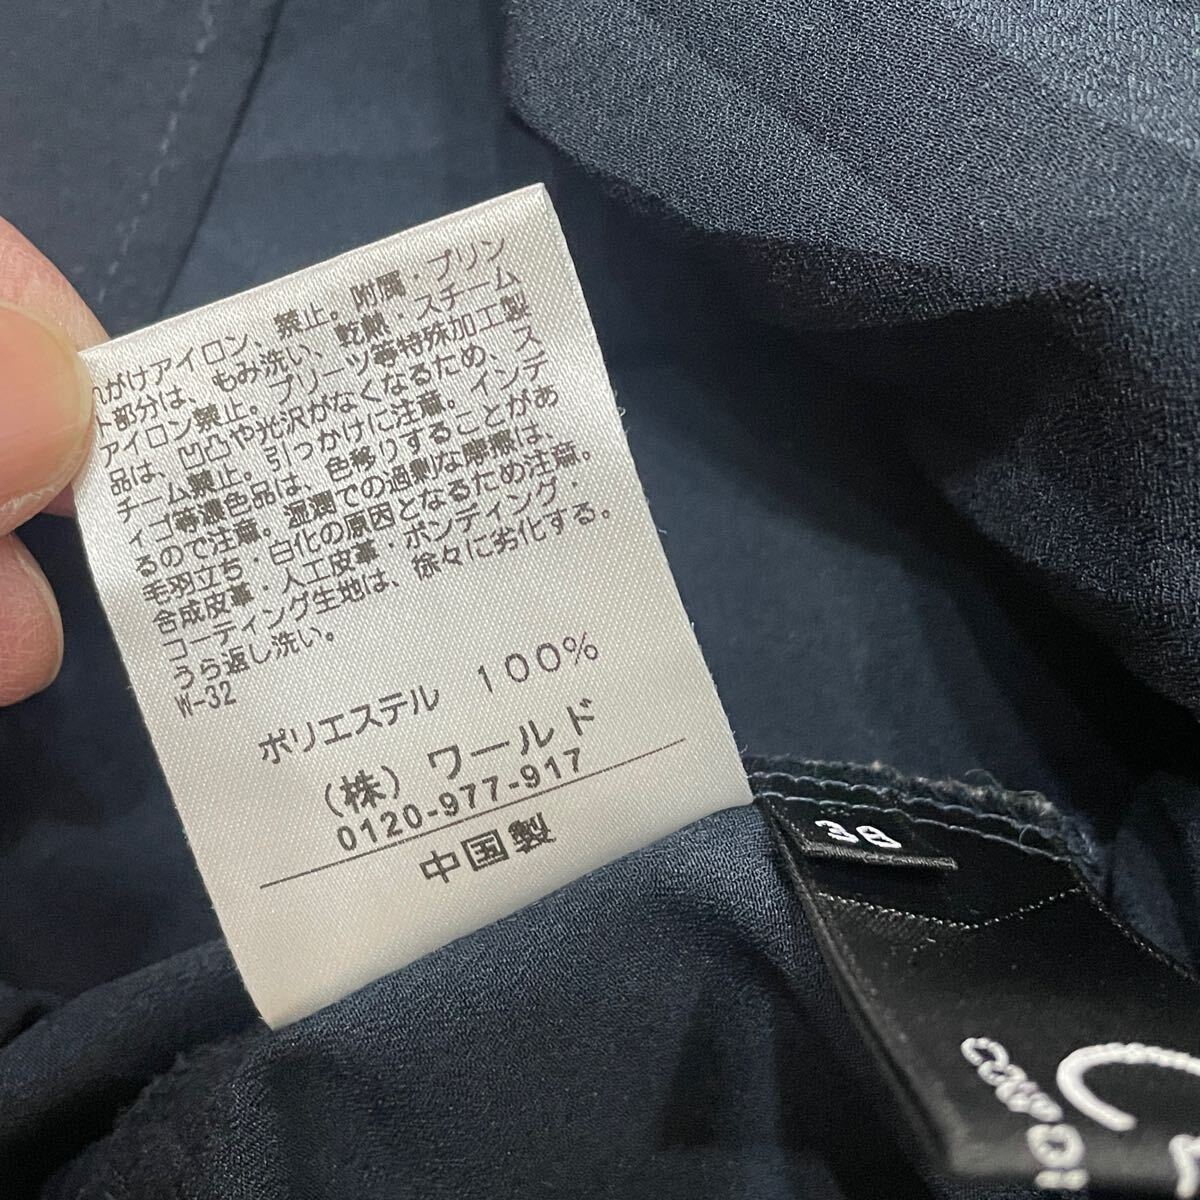 がけアイロン、禁止。附属・プリン
ト部分は、もみ洗い、乾熱・スチーム
アイロン禁止。プリーツ等特殊加工製
品は、凹凸や光沢がなくなるため、ス
チーム禁止。引っかけに注意。インデ
ィゴ等濃色品は、色移りすることがあ
るので注意。湿潤での過剰な摩擦は、
毛羽立ち・白化の原因となるため注意。
合成皮革・人工皮革・ボンディング・
コーティング生地は、徐々に劣化する。
うら返し洗い。
W-32
ポリエステル 100%
(株) ワールド
0120-977-917
中国製
38